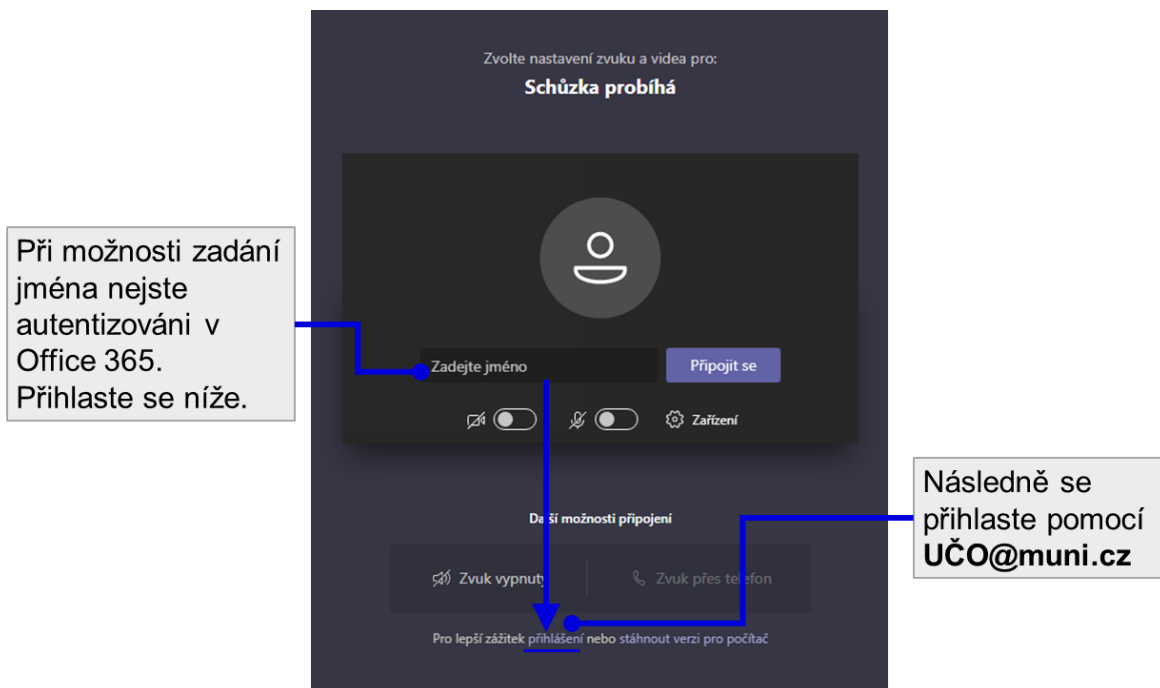 Zvolte nastavení zvuku a videa pro:
Schůzka probíhá
Při možnosti zadání
jména nejste
autentizováni v
Office 365.
Přihlaste se níže.
Zadejte jméno
Připojit se
Zařízení
Následně se
přihlaste pomocí
UČO@muni.cz
Další možnosti připojení
Zvuk vypnutý
Zvuk přes telefon
Pro lepší zážitek přihlášení nebo stáhnout verzi pro počítač